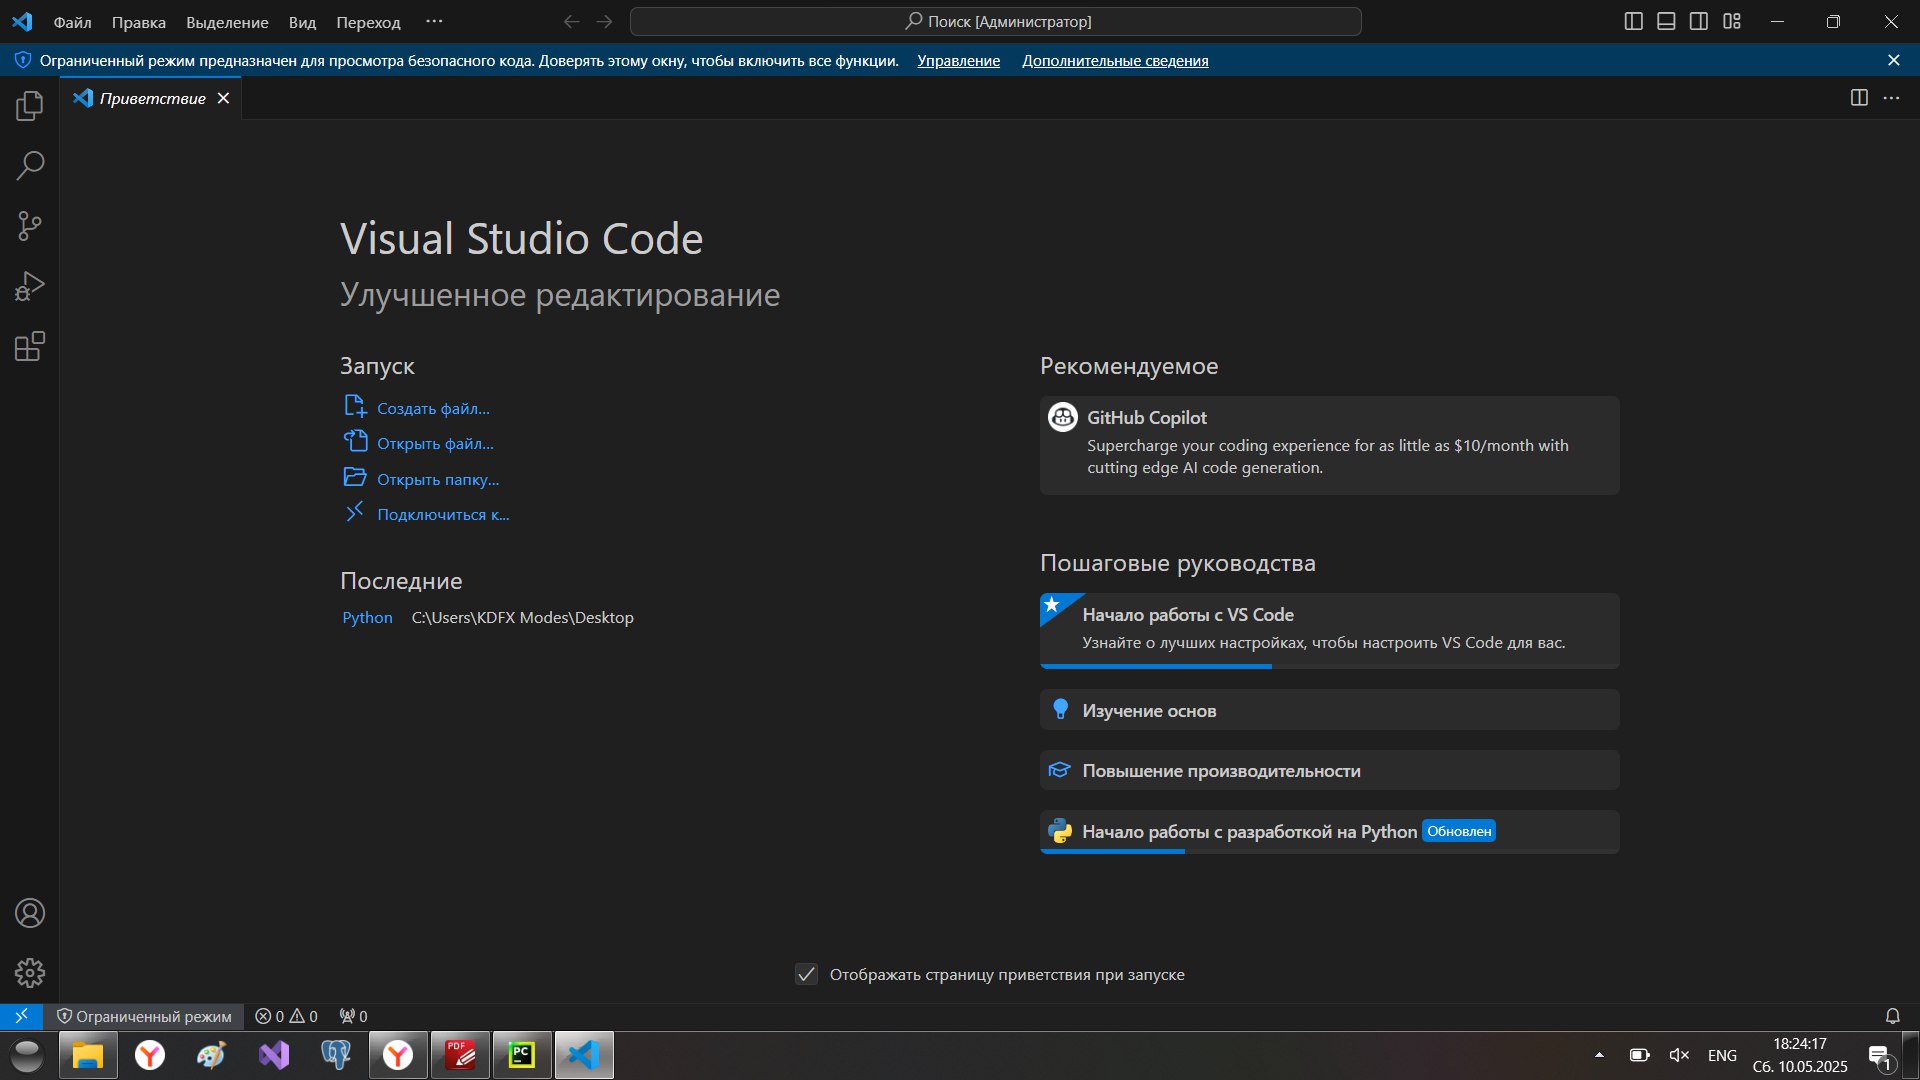 Файл Правка Выделение Вид Переход ···
Поиск [Администратор]
Ограниченный режим предназначен для просмотра безопасного кода. Доверять этому окну, чтобы включить все функции. Управление Дополнительные сведения
Приветствие
Visual Studio Code
Улучшенное редактирование
Запуск
Создать файл...
Открыть файл...
Открыть папку...
Подключиться к...
Последние
Python C:\Users\KDFX Modes\Desktop
Рекомендуемое
GitHub Copilot
Supercharge your coding experience for as little as $10/month with
cutting edge AI code generation.
Пошаговые руководства
Начало работы с VS Code
Узнайте о лучших настройках, чтобы настроить VS Code для вас.
Изучение основ
Повышение производительности
Начало работы с разработкой на Python Обновлен
Отображать страницу приветствия при запуске
Ограниченный режим 0 0 0
PDF
PC
ENG
18:24:17
Сб. 10.05.2025
1